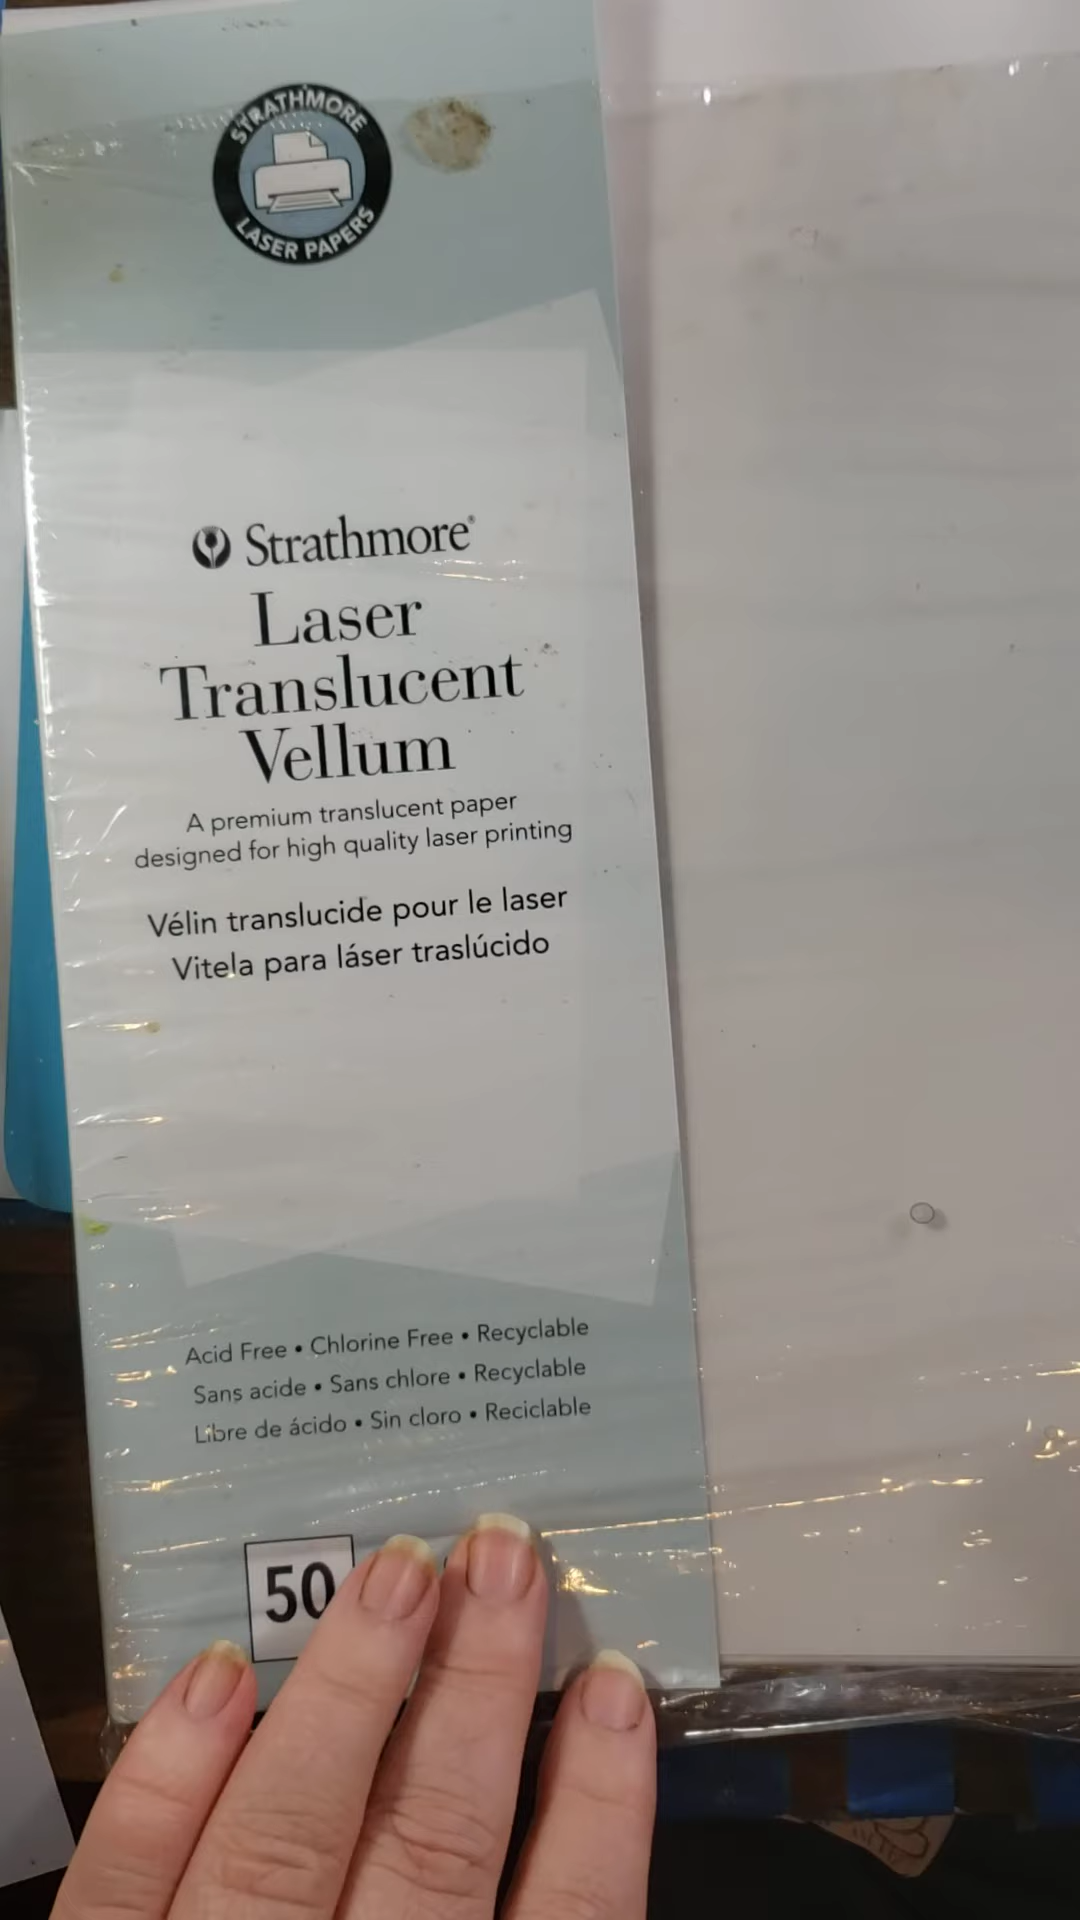 STRATHMORE
LASER PAPERS
Strathmore®
Laser
Translucent
Vellum
A premium translucent paper
designed for high quality laser printing
Vélin translucide pour le laser
Vitela para láser traslúcido
Acid Free • Chlorine Free • Recyclable
Sans acide • Sans chlore • Recyclable
Libre de ácido • Sin cloro • Reciclable
50